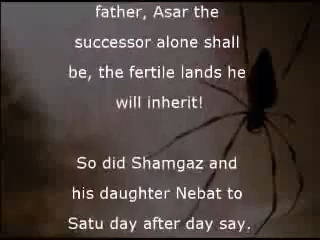 father, Asar the
successor alone shall
be, the fertile lands he
will inherit!
So did Shamgaz and
his daughter Nebat to
Satu day after day say.